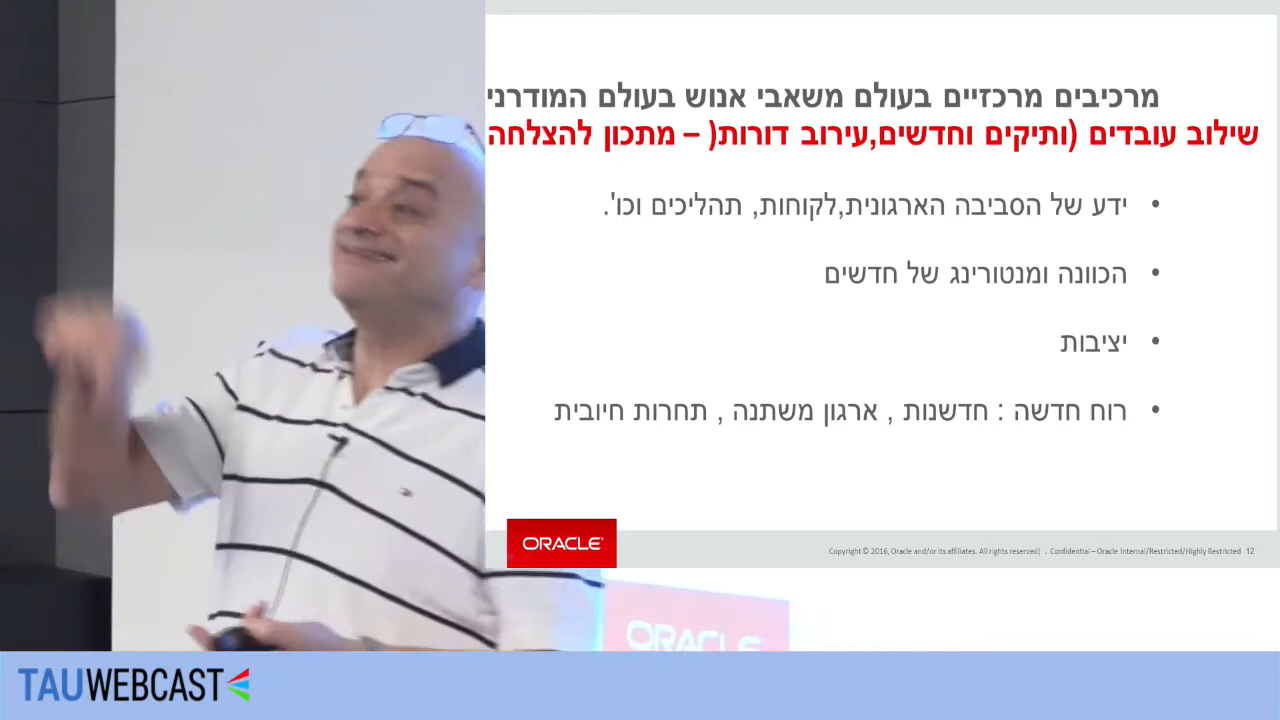 מרכיבים מרכזיים בעולם משאבי אנוש בעולם המודרני
שילוב עובדים (ותיקים וחדשים,עירוב דורות( – מתכון להצלחה
• ידע של הסביבה הארגונית,לקוחות, תהליכים וכו'.
• הכוונה ומנטורינג של חדשים
• יציבות
• רוח חדשה : חדשנות , ארגון משתנה , תחרות חיובית
ORACLE®
Copyright © 2016, Oracle and/or its affiliates. All rights reserved| . Confidential – Oracle Internal/Restricted/Highly Restricted 12
ORACLE
TAUWEBCAST